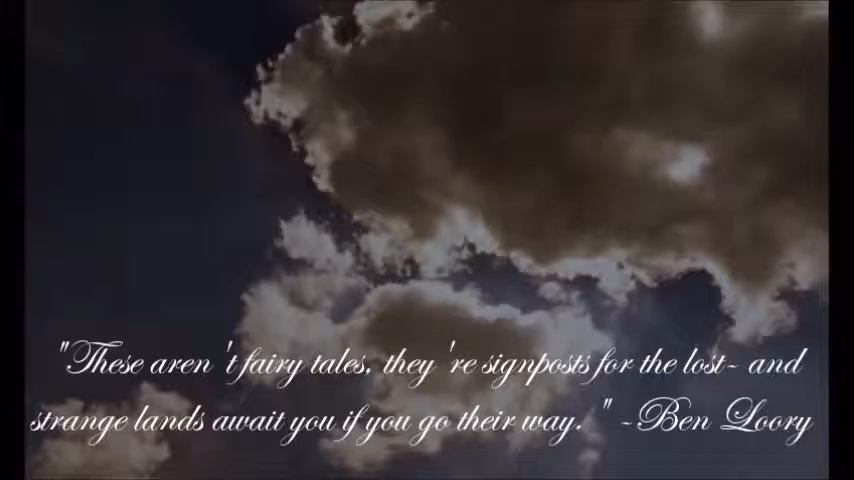 "These aren't fairy tales, they're signposts for the lost- and
strange lands await you if you go their way." -Ben Loory